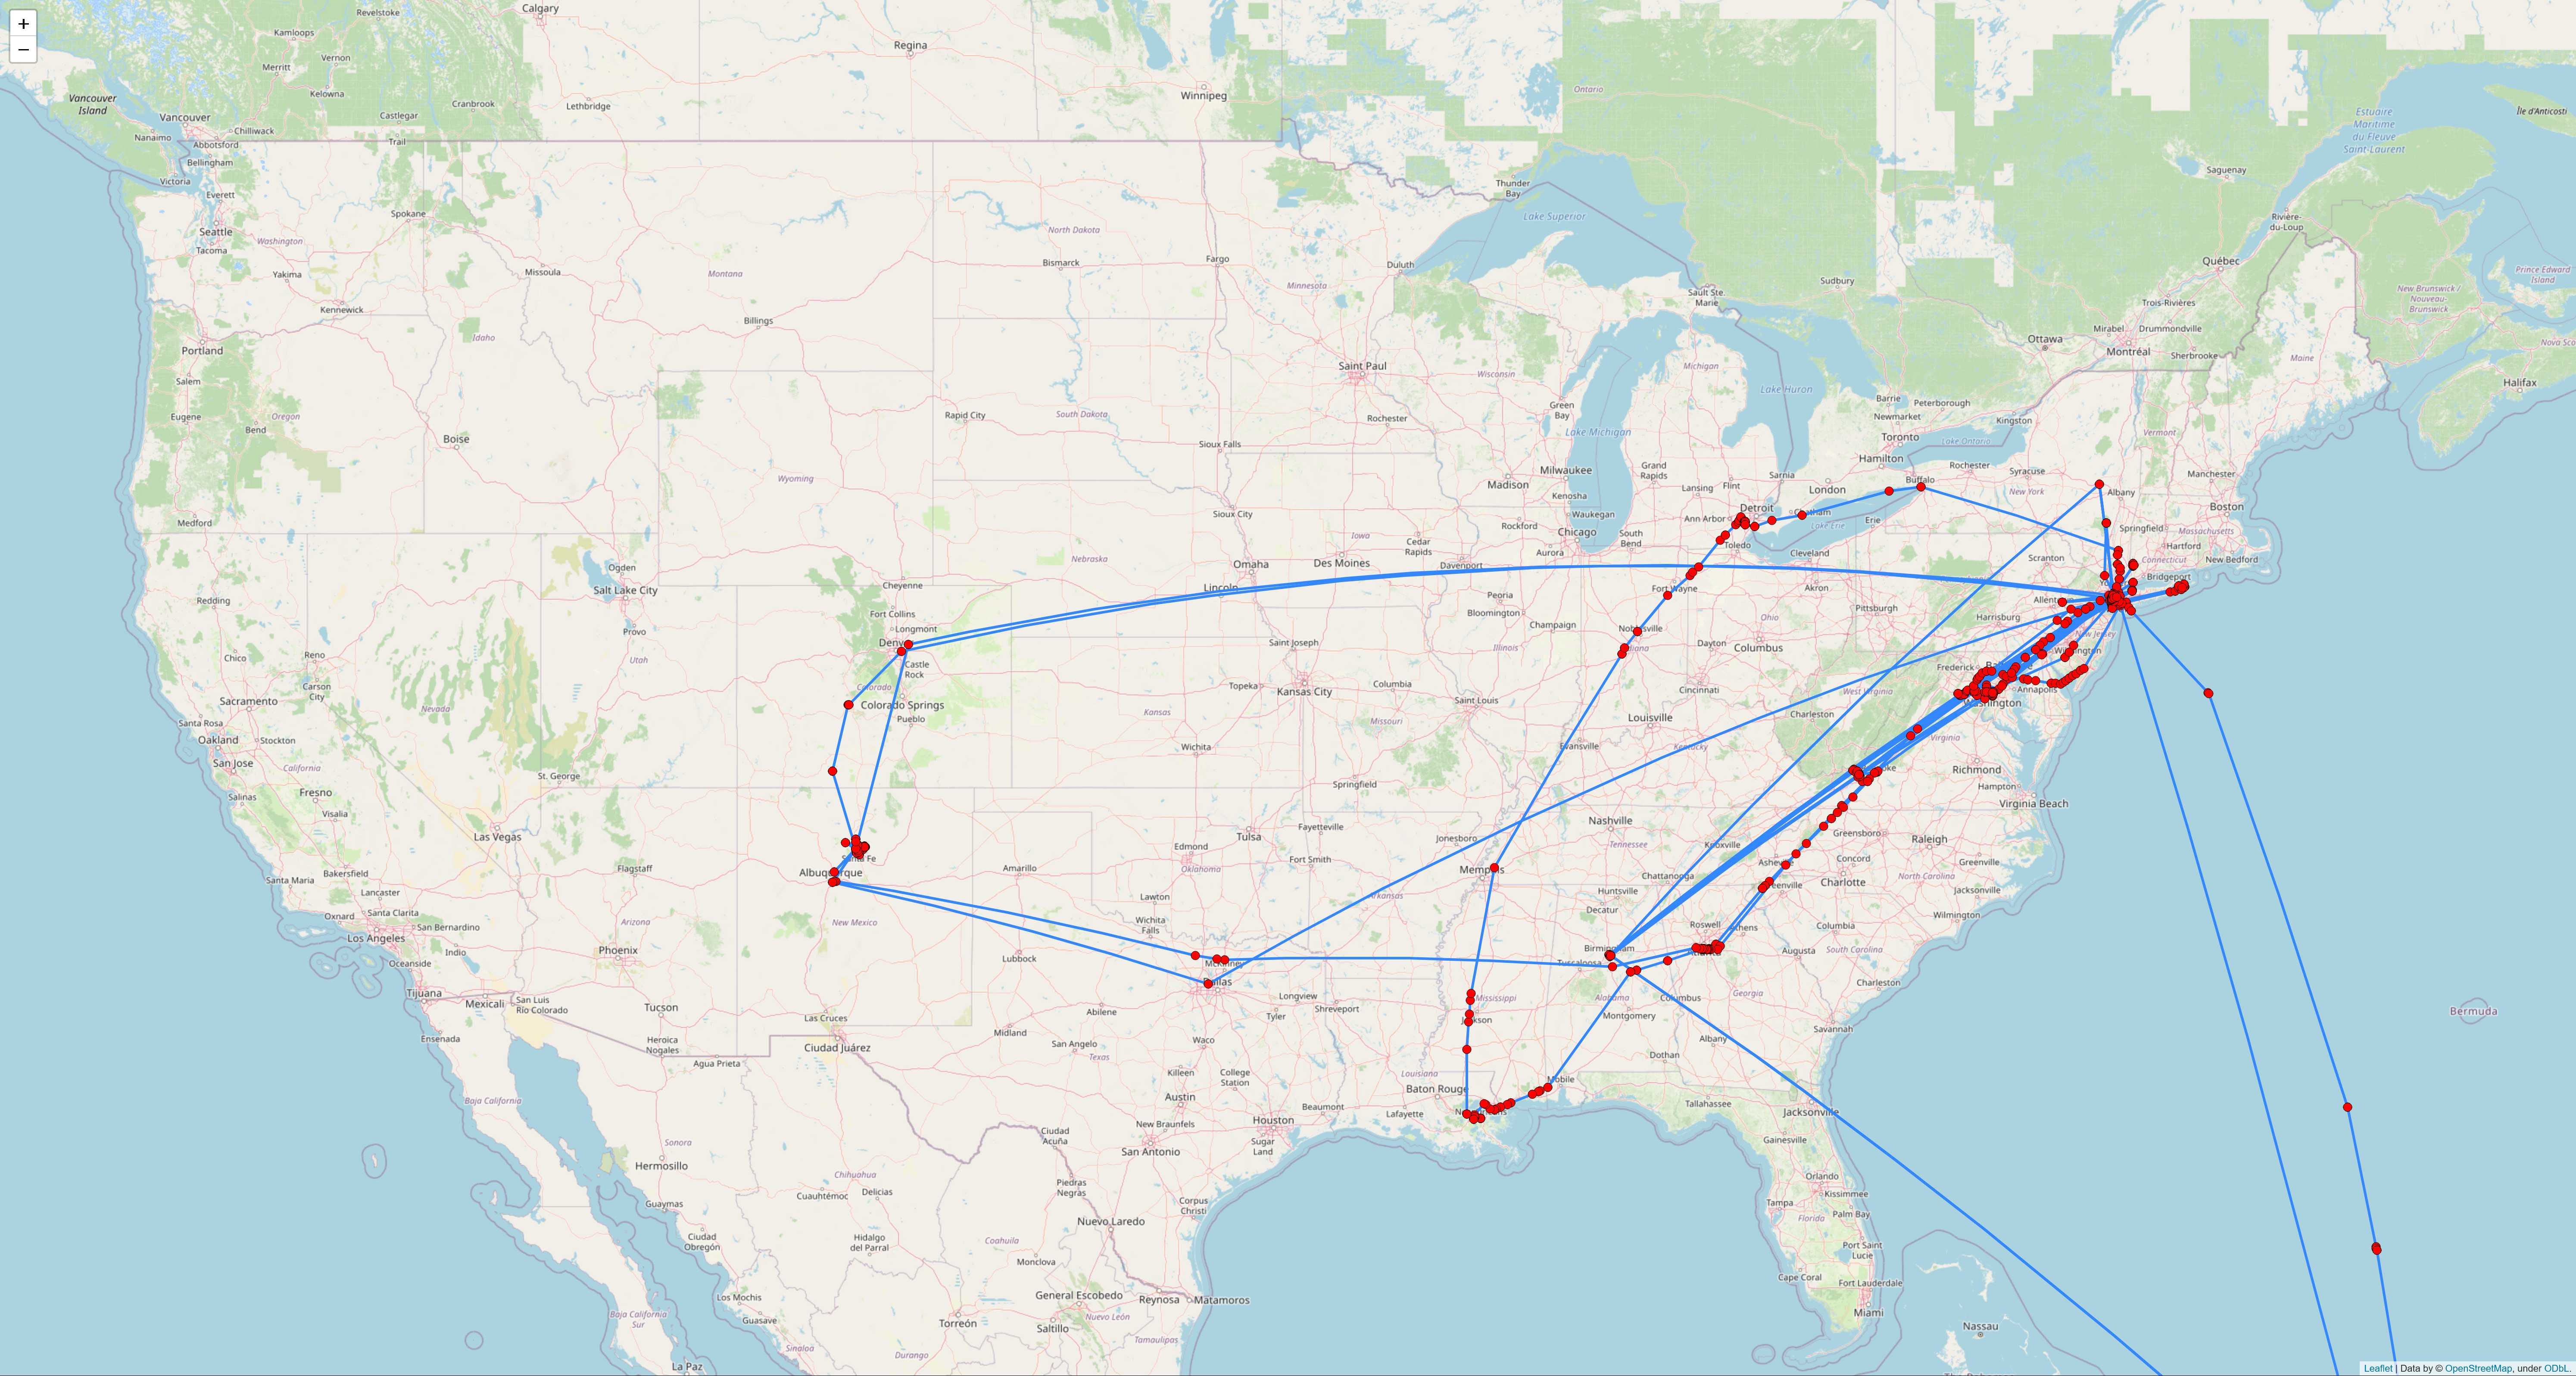 +
−
Calgary
Revelstoke
Kamloops
Vernon
Merritt
Kelowna
Regina
Winnipeg
Ontario
Estuaire
Maritime
du Fleuve
Saint-Laurent
Île d'Anticosti
Vancouver
Island
Vancouver
Nanaimo
Abbotsford
Chilliwack
Castlegar
Trail
Cranbrook
Lethbridge
Bellingham
Victoria
Everett
Seattle
Tacoma
Washington
Spokane
Yakima
Kennewick
Missoula
Montana
Billings
Idaho
North Dakota
Bismarck
Fargo
Minnesota
Duluth
Thunder
Bay
Lake Superior
Sault Ste.
Marie
Sudbury
Saguenay
Rivière-
du-Loup
Québec
Trois-Rivières
Mirabel
Drummondville
Montréal
Sherbrooke
Ottawa
Maine
New Brunswick /
Nouveau-
Brunswick
Prince Edward
Island
Nova Sco
Halifax
Portland
Salem
Eugene
Bend
Oregon
Medford
Boise
Wyoming
Rapid City
South Dakota
Sioux Falls
Saint Paul
Wisconsin
Rochester
Green
Bay
Lake Michigan
Michigan
Lake Huron
Barrie
Newmarket
Peterborough
Kingston
Toronto
Lake Ontario
Hamilton
Rochester
Syracuse
Buffalo
New York
Albany
Vermont
Manchester
Boston
Springfield
Massachusetts
Hartford
New Bedford
Connecticut
Bridgeport
Milwaukee
Madison
Kenosha
Waukegan
Rockford
Chicago
Aurora
Grand
Rapids
Lansing
Flint
Sarnia
London
Detroit
Ann Arbor
Chatham
Lake Erie
Erie
Toledo
Cleveland
Akron
South
Bend
Fort Wayne
Scranton
Sioux City
Iowa
Cedar
Rapids
Des Moines
Davenport
Omaha
Lincoln
Nebraska
Cheyenne
Fort Collins
Longmont
Denver
Castle
Rock
Colorado
Colorado Springs
Pueblo
Ogden
Salt Lake City
Provo
Utah
Redding
Chico
Reno
Carson
City
Nevada
Sacramento
Santa Rosa
Oakland
Stockton
San Jose
California
Salinas
Fresno
Visalia
St. George
Las Vegas
Peoria
Bloomington
Champaign
Illinois
Noblesville
Indiana
Dayton
Columbus
Ohio
Pittsburgh
Harrisburg
New Jersey
Wilmington
Frederick
Annapolis
Washington
Saint Joseph
Topeka
Kansas City
Columbia
Missouri
Saint Louis
Kansas
Wichita
Springfield
Evansville
Louisville
Kentucky
Cincinnati
Charleston
West Virginia
Virginia
Richmond
Hampton
Virginia Beach
Tulsa
Fayetteville
Edmond
Oklahoma
Fort Smith
Jonesboro
Arkansas
Memphis
Nashville
Tennessee
Knoxville
Chattanooga
Huntsville
Decatur
Asheville
Greenville
Greensboro
Raleigh
Concord
Charlotte
Greenville
North Carolina
Jacksonville
Wilmington
Columbia
South Carolina
Charleston
Augusta
Roswell
Athens
Atlanta
Georgia
Columbus
Savannah
Albany
Birmingham
Tuscaloosa
Alabama
Montgomery
Dothan
Mississippi
Jackson
Mobile
Bakersfield
Santa Maria
Lancaster
Oxnard
Santa Clarita
San Bernardino
Los Angeles
Oceanside
Indio
Tijuana
Mexicali
San Luis
Río Colorado
Ensenada
Flagstaff
Arizona
Phoenix
Tucson
Heroica
Nogales
Agua Prieta
Santa Fe
Albuquerque
New Mexico
Las Cruces
Ciudad Juárez
Amarillo
Lubbock
Lawton
Wichita
Falls
McKinney
Dallas
Abilene
Midland
San Angelo
Texas
Longview
Tyler
Shreveport
Waco
Killeen
College
Station
Austin
New Braunfels
San Antonio
Houston
Sugar
Land
Beaumont
Louisiana
Baton Rouge
Lafayette
New Orleans
Tallahassee
Jacksonville
Gainesville
Orlando
Kissimmee
Tampa
Palm Bay
Florida
Port Saint
Lucie
Cape Coral
Fort Lauderdale
Miami
Nassau
Bermuda
Baja California
Sonora
Hermosillo
Guaymas
Ciudad
Obregón
Chihuahua
Cuauhtémoc
Delicias
Hidalgo
del Parral
Ciudad
Acuña
Piedras
Negras
Coahuila
Nuevo Laredo
Corpus
Christi
Monclova
General Escobedo
Reynosa
Matamoros
Nuevo León
Saltillo
Tamaulipas
Torreón
Durango
Los Mochis
Guasave
Sinaloa
Baja California
Sur
La Paz
Leaflet | Data by © OpenStreetMap, under ODbL.